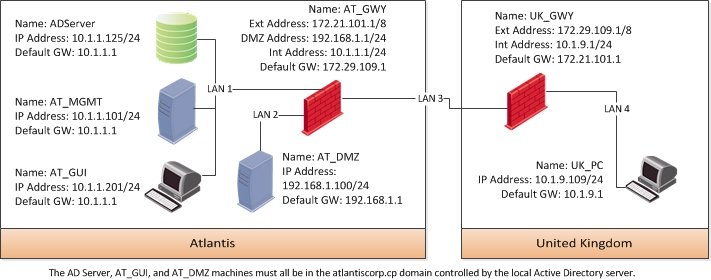 Name: ADServer
IP Address: 10.1.1.125/24
Default GW: 10.1.1.1
Name: AT_GWY
Ext Address: 172.21.101.1/8
DMZ Address: 192.168.1.1/24
Int Address: 10.1.1.1/24
Default GW: 172.29.109.1
Name: UK_GWY
Ext Address: 172.29.109.1/8
Int Address: 10.1.9.1/24
Default GW: 172.21.101.1
LAN 1
LAN 3
Name: AT_MGMT
IP Address: 10.1.1.101/24
Default GW: 10.1.1.1
LAN 2
LAN 4
Name: AT_GUI
IP Address: 10.1.1.201/24
Default GW: 10.1.1.1
Name: AT_DMZ
IP Address:
192.168.1.100/24
Default GW: 192.168.1.1
Name: UK_PC
IP Address: 10.1.9.109/24
Default GW: 10.1.9.1
Atlantis
United Kingdom
The AD Server, AT_GUI, and AT_DMZ machines must all be in the atlantiscorp.cp domain controlled by the local Active Directory server.